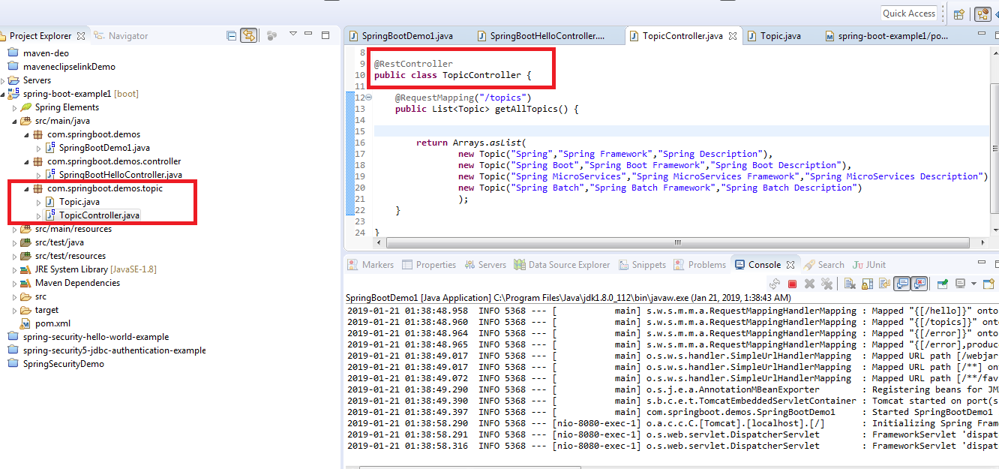 Quick Access
Project Explorer
Navigator
maven-deo
maveneclipselinkDemo
Servers
spring-boot-example1 [boot]
Spring Elements
src/main/java
com.springboot.demos
SpringBootDemo1.java
com.springboot.demos.controller
SpringBootHelloController.java
com.springboot.demos.topic
Topic.java
TopicController.java
src/main/resources
src/test/java
src/test/resources
JRE System Library [JavaSE-1.8]
Maven Dependencies
src
target
pom.xml
spring-security-hello-world-example
spring-security5-jdbc-authentication-example
SpringSecurityDemo
SpringBootDemo1.java
SpringBootHelloController....
TopicController.java
Topic.java
spring-boot-example1/po...
8
9 @RestController
10 public class TopicController {
11
12 @RequestMapping("/topics")
13 public List<Topic> getAllTopics() {
14
15
16 return Arrays.asList(
17 new Topic("Spring","Spring Framework","Spring Description"),
18 new Topic("Spring Boot","Spring Boot Framework","Spring Boot Description"),
19 new Topic("Spring MicroServices","Spring MicroServices Framework","Spring MicroServices Description")
20 new Topic("Spring Batch","Spring Batch Framework","Spring Batch Description")
21 );
22 }
23
24 }
Markers
Properties
Servers
Data Source Explorer
Snippets
Problems
Console
Search
Ju JUnit
SpringBootDemo1 [Java Application] C:\Program Files\Java\jdk1.8.0_112\bin\javaw.exe (Jan 21, 2019, 1:38:43 AM)
2019-01-21 01:38:48.958 INFO 5368 --- [ main] s.w.s.m.m.a.RequestMappingHandlerMapping : Mapped "{[/hello]}" onto
2019-01-21 01:38:48.960 INFO 5368 --- [ main] s.w.s.m.m.a.RequestMappingHandlerMapping : Mapped "{[/topics]}" ont
2019-01-21 01:38:48.964 INFO 5368 --- [ main] s.w.s.m.m.a.RequestMappingHandlerMapping : Mapped "{[/error]}" onto
2019-01-21 01:38:48.965 INFO 5368 --- [ main] s.w.s.m.m.a.RequestMappingHandlerMapping : Mapped "{[/error],produc
2019-01-21 01:38:49.017 INFO 5368 --- [ main] o.s.w.s.handler.SimpleUrlHandlerMapping : Mapped URL path [/webjar
2019-01-21 01:38:49.017 INFO 5368 --- [ main] o.s.w.s.handler.SimpleUrlHandlerMapping : Mapped URL path [/**] ont
2019-01-21 01:38:49.072 INFO 5368 --- [ main] o.s.w.s.handler.SimpleUrlHandlerMapping : Mapped URL path [/**/fav
2019-01-21 01:38:49.290 INFO 5368 --- [ main] o.s.j.e.a.AnnotationMBeanExporter : Registering beans for JM
2019-01-21 01:38:49.390 INFO 5368 --- [ main] s.b.c.e.t.TomcatEmbeddedServletContainer : Tomcat started on port(s
2019-01-21 01:38:49.397 INFO 5368 --- [ main] com.springboot.demos.SpringBootDemo1 : Started SpringBootDemo1
2019-01-21 01:38:58.290 INFO 5368 --- [nio-8080-exec-1] o.a.c.c.C.[Tomcat].[localhost].[/] : Initializing Spring Fram
2019-01-21 01:38:58.291 INFO 5368 --- [nio-8080-exec-1] o.s.web.servlet.DispatcherServlet : FrameworkServlet 'dispat
2019-01-21 01:38:58.316 INFO 5368 --- [nio-8080-exec-1] o.s.web.servlet.DispatcherServlet : FrameworkServlet 'dispat